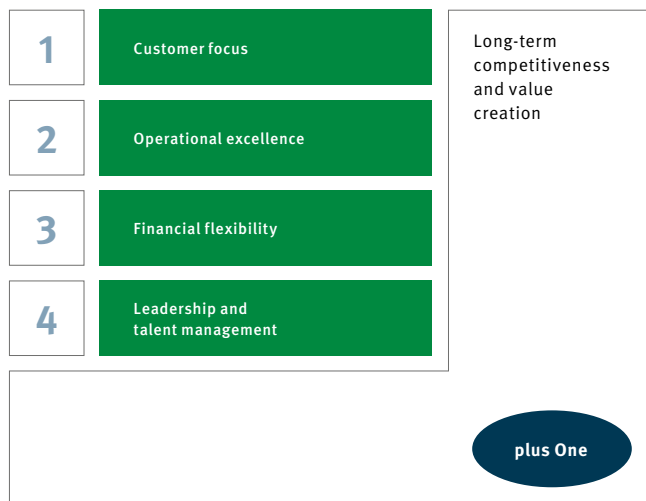 1
Customer focus
2
Operational excellence
3
Financial flexibility
4
Leadership and
talent management
Long-term
competitiveness
and value
creation
plus One